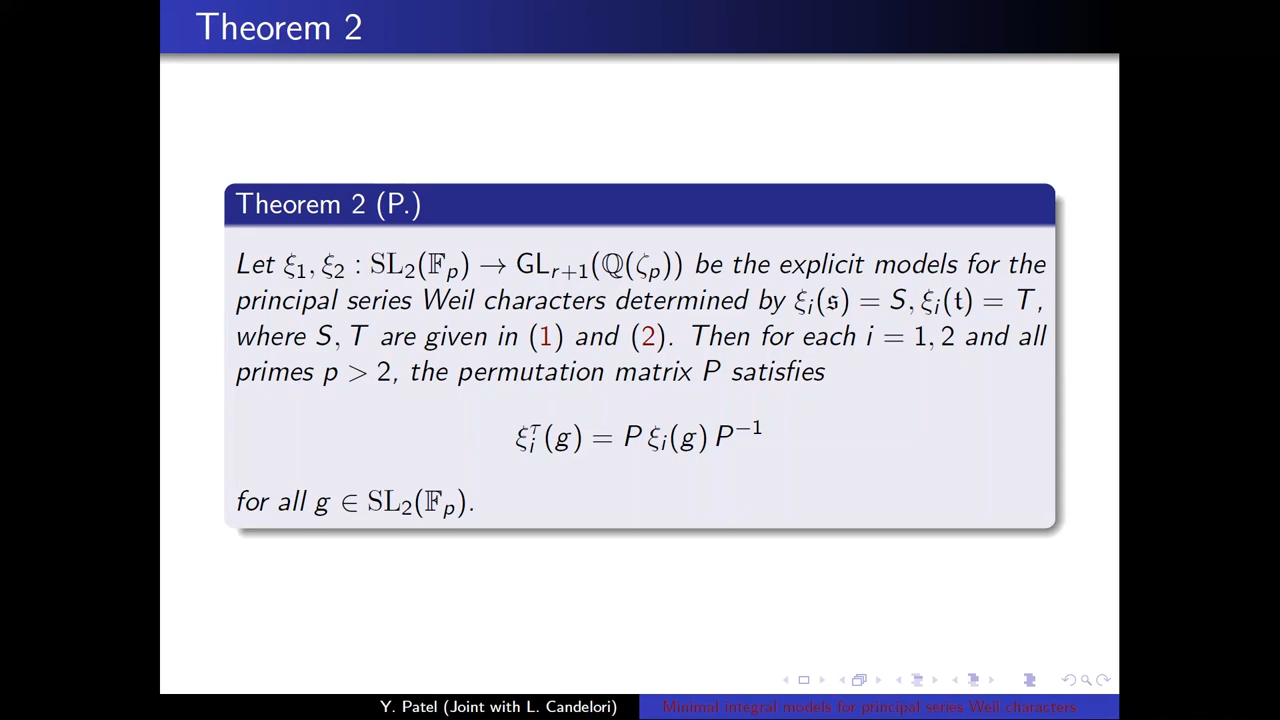 Theorem 2
Theorem 2 (P.)
Let ξ₁, ξ₂ : SL₂(𝔽ₚ) → GLᵣ₊₁(ℚ(ζₚ)) be the explicit models for the
principal series Weil characters determined by ξᵢ(𝔰) = S, ξᵢ(𝔱) = T,
where S, T are given in (1) and (2). Then for each i = 1, 2 and all
primes p > 2, the permutation matrix P satisfies
ξᵢ^τ(g) = P ξᵢ(g) P⁻¹
for all g ∈ SL₂(𝔽ₚ).
Y. Patel (Joint with L. Candelori)
Minimal integral models for principal series Weil characters